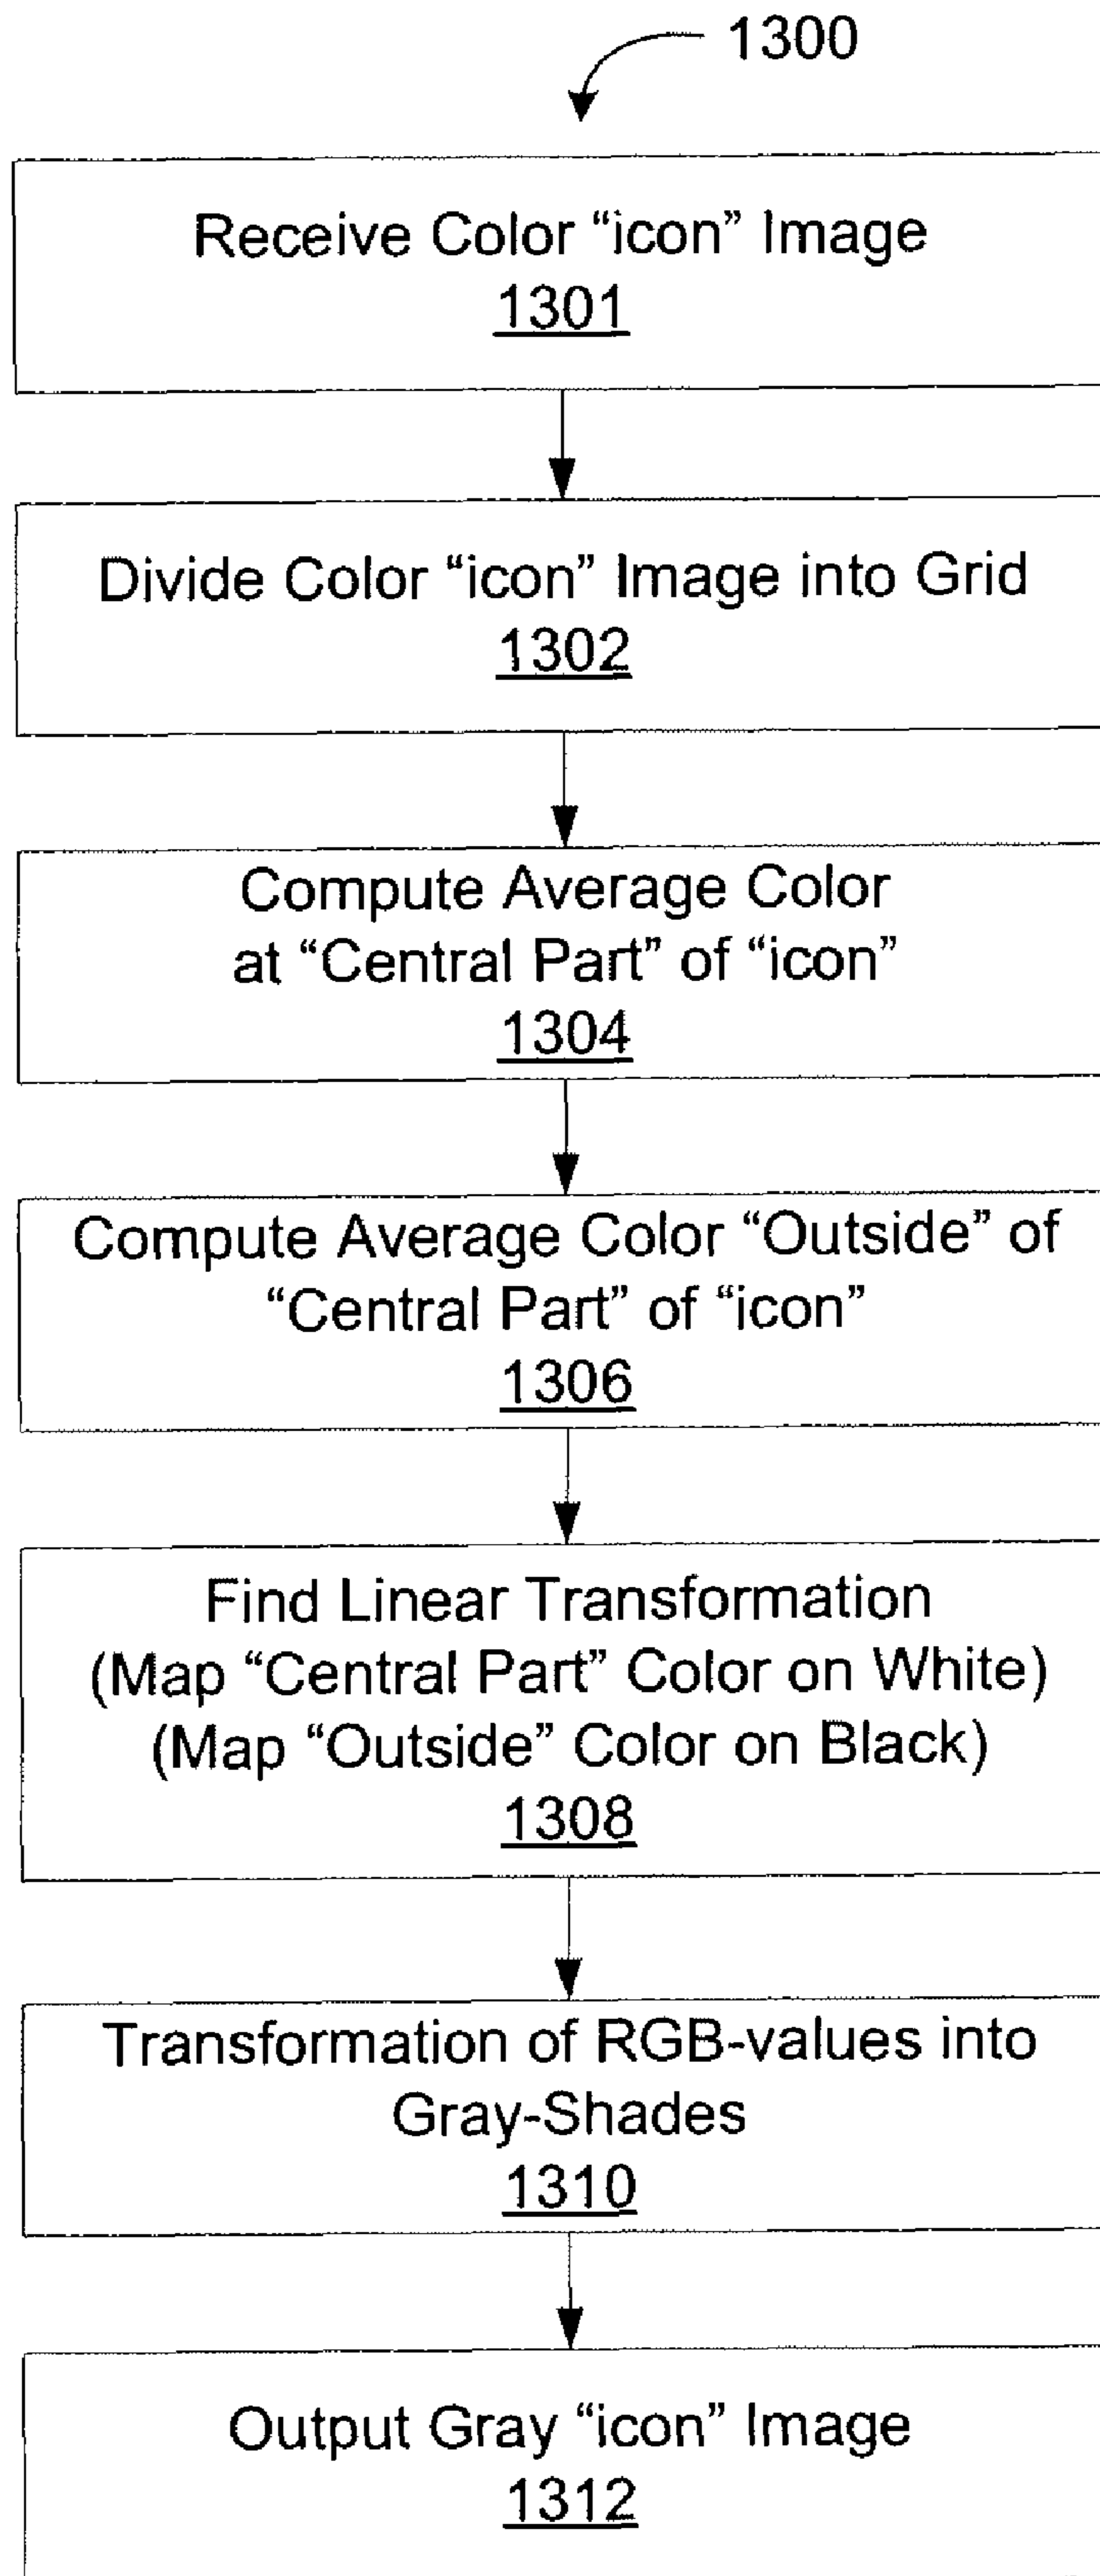 1300
Receive Color “icon” Image
1301
Divide Color “icon” Image into Grid
1302
Compute Average Color
at “Central Part” of “icon”
1304
Compute Average Color “Outside” of
“Central Part” of “icon”
1306
Find Linear Transformation
(Map “Central Part” Color on White)
(Map “Outside” Color on Black)
1308
Transformation of RGB-values into
Gray-Shades
1310
Output Gray “icon” Image
1312